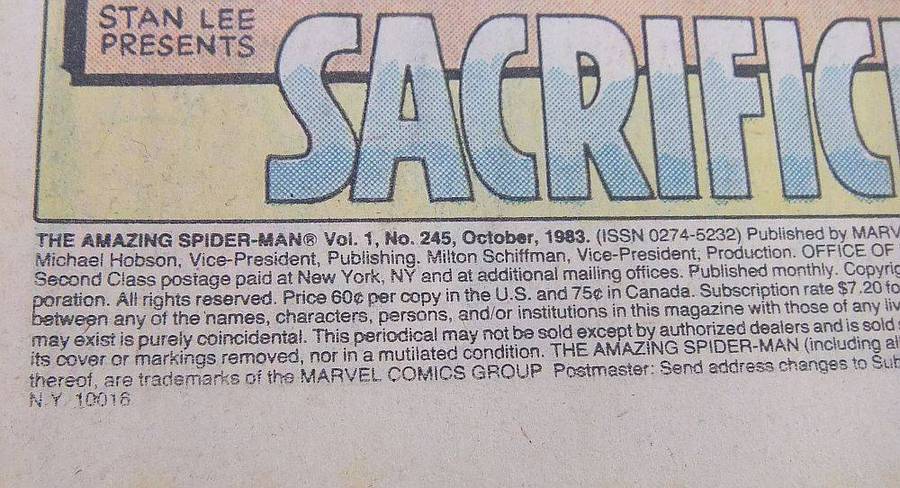 STAN LEE
PRESENTS
SACRIFIC
THE AMAZING SPIDER-MAN® Vol. 1, No. 245, October, 1983. (ISSN 0274-5232) Published by MARV
Michael Hobson, Vice-President, Publishing. Milton Schiffman, Vice-President, Production. OFFICE OF
Second Class postage paid at New York, NY and at additional mailing offices. Published monthly. Copyrig
poration. All rights reserved. Price 60¢ per copy in the U.S. and 75¢ in Canada. Subscription rate $7.20 fo
between any of the names, characters, persons, and/or institutions in this magazine with those of any liv
may exist is purely coincidental. This periodical may not be sold except by authorized dealers and is sold
its cover or markings removed, nor in a mutilated condition. THE AMAZING SPIDER-MAN (including al
thereof, are trademarks of the MARVEL COMICS GROUP Postmaster: Send address changes to Sub
N.Y. 10016